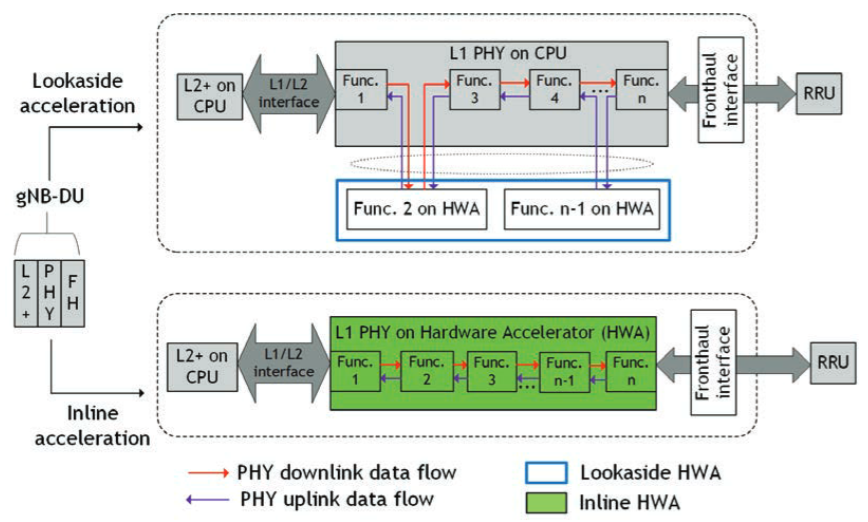 Lookaside
acceleration
gNB-DU
L2+
PHY
FH
Inline
acceleration
L2+ on
CPU
L1/L2
interface
L1 PHY on CPU
Func.
1
Func.
3
Func.
4
...
Func.
n
Fronthaul
interface
RRU
Func. 2 on HWA
Func. n-1 on HWA
L2+ on
CPU
L1/L2
interface
L1 PHY on Hardware Accelerator (HWA)
Func.
1
Func.
2
Func.
3
...
Func.
n-1
Func.
n
Fronthaul
interface
RRU
PHY downlink data flow
PHY uplink data flow
Lookaside HWA
Inline HWA